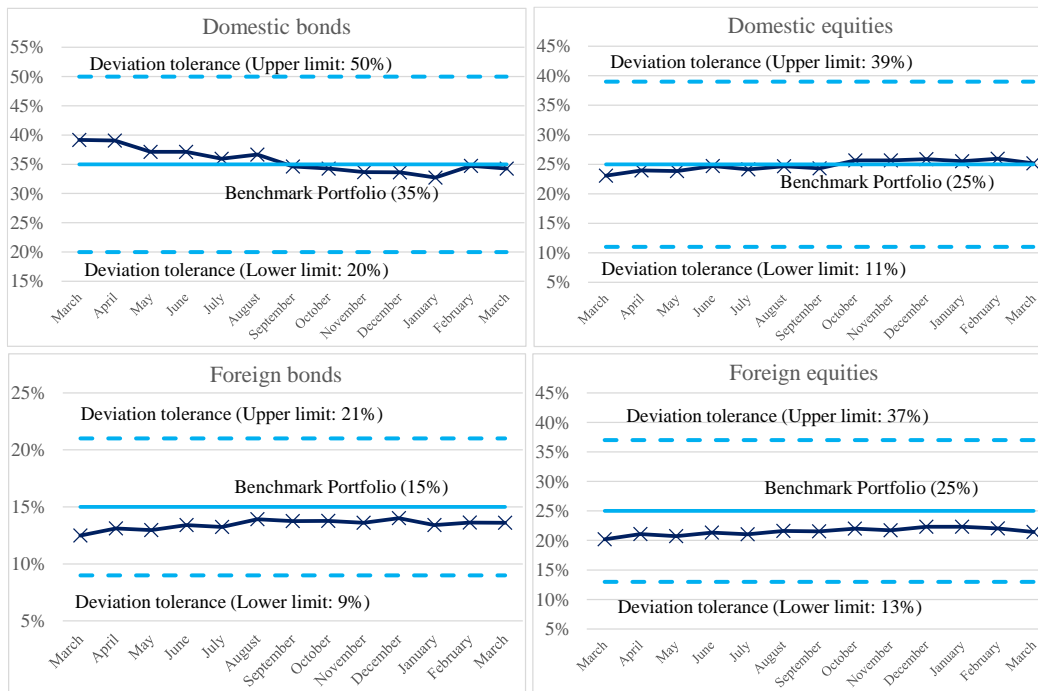 Domestic bonds
55%
Deviation tolerance (Upper limit: 50%)
50%
45%
40%
35%
Benchmark Portfolio (35%)
30%
25%
20%
Deviation tolerance (Lower limit: 20%)
15%
March
April
May
June
July
August
September
October
November
December
January
February
March
Domestic equities
45%
Deviation tolerance (Upper limit: 39%)
40%
35%
30%
25%
Benchmark Portfolio (25%)
20%
15%
10%
Deviation tolerance (Lower limit: 11%)
5%
March
April
May
June
July
August
September
October
November
December
January
February
March
Foreign bonds
25%
Deviation tolerance (Upper limit: 21%)
20%
Benchmark Portfolio (15%)
15%
10%
Deviation tolerance (Lower limit: 9%)
5%
March
April
May
June
July
August
September
October
November
December
January
February
March
Foreign equities
45%
Deviation tolerance (Upper limit: 37%)
40%
35%
30%
Benchmark Portfolio (25%)
25%
20%
15%
Deviation tolerance (Lower limit: 13%)
10%
5%
March
April
May
June
July
August
September
October
November
December
January
February
March